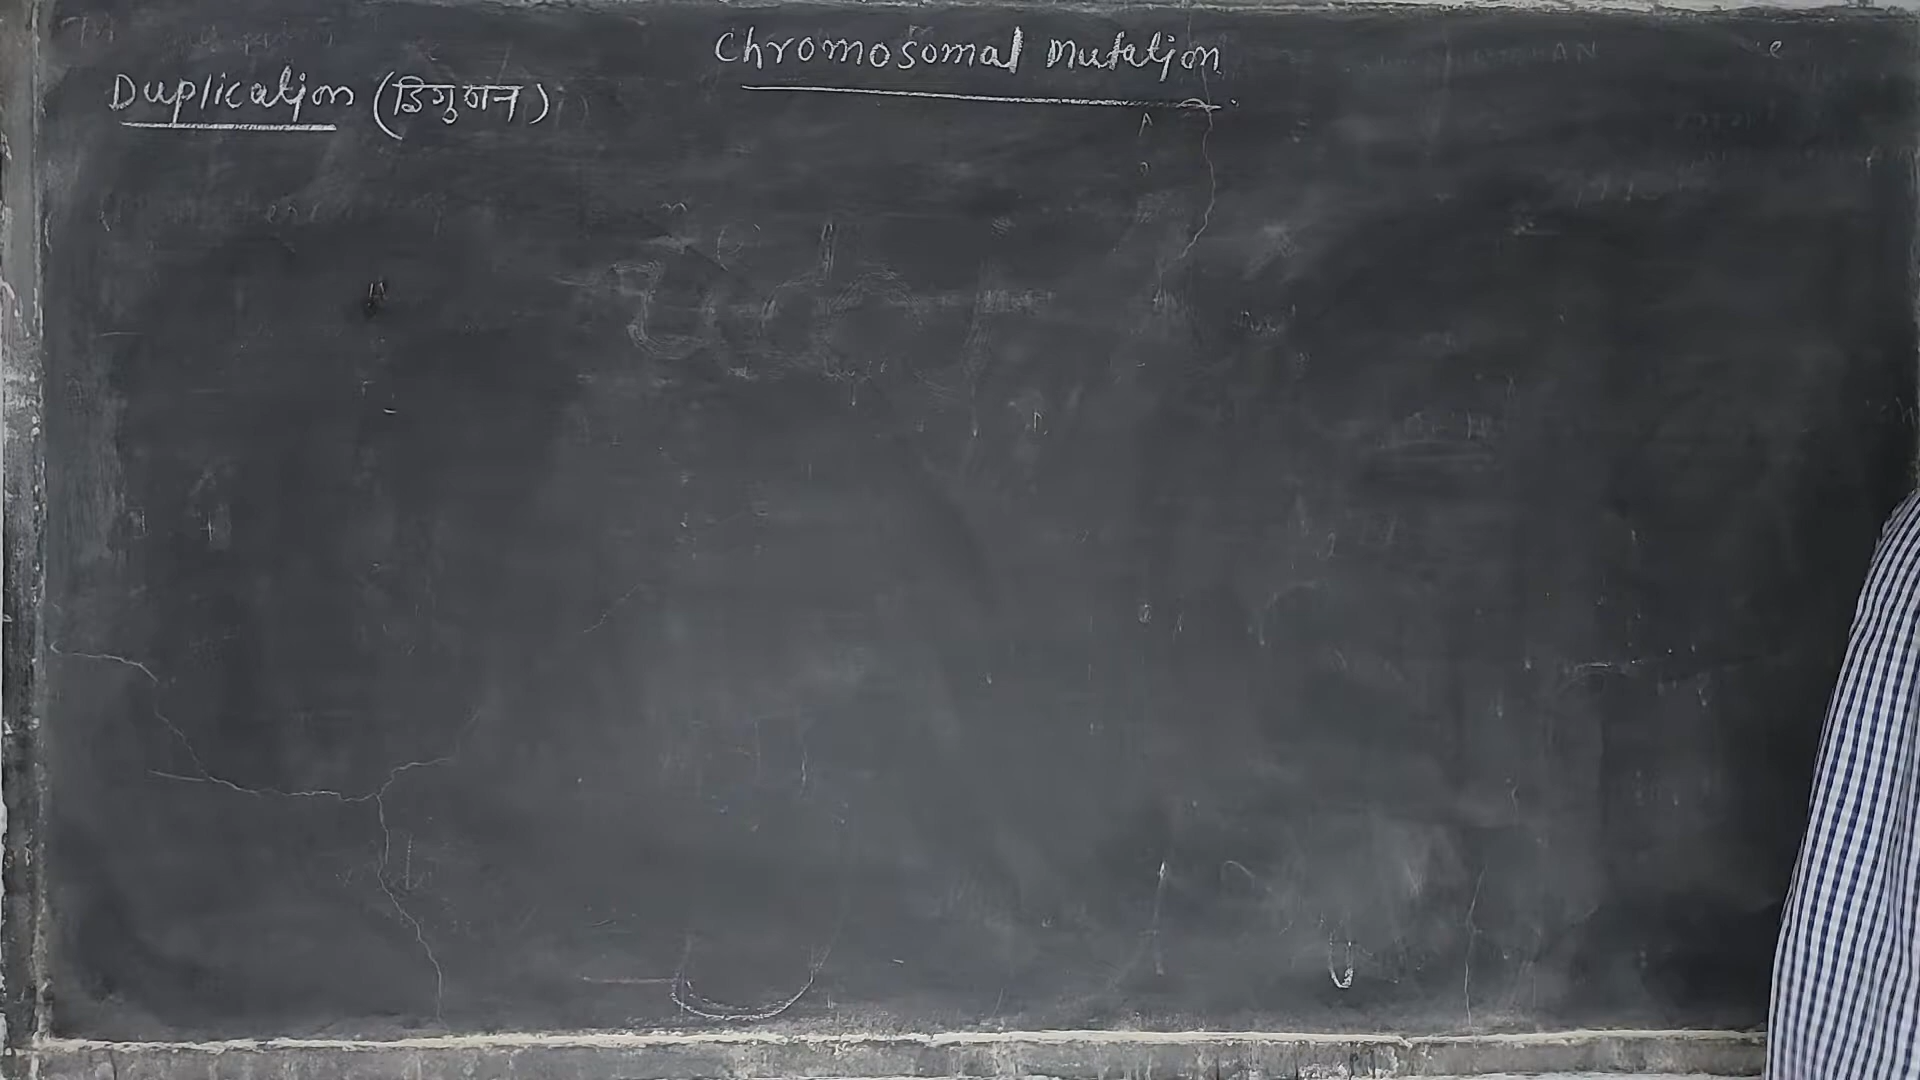 Chromosomal Mutation
Duplication (डिगुणन)